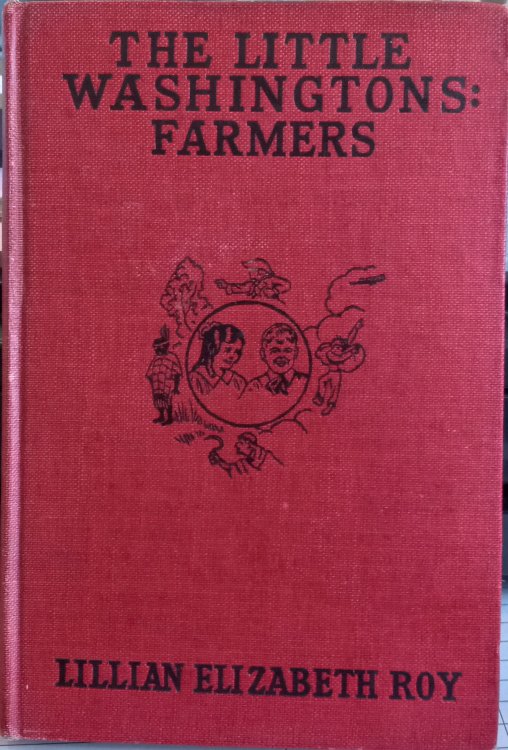 THE LITTLE
WASHINGTONS:
FARMERS
LILLIAN ELIZABETH ROY